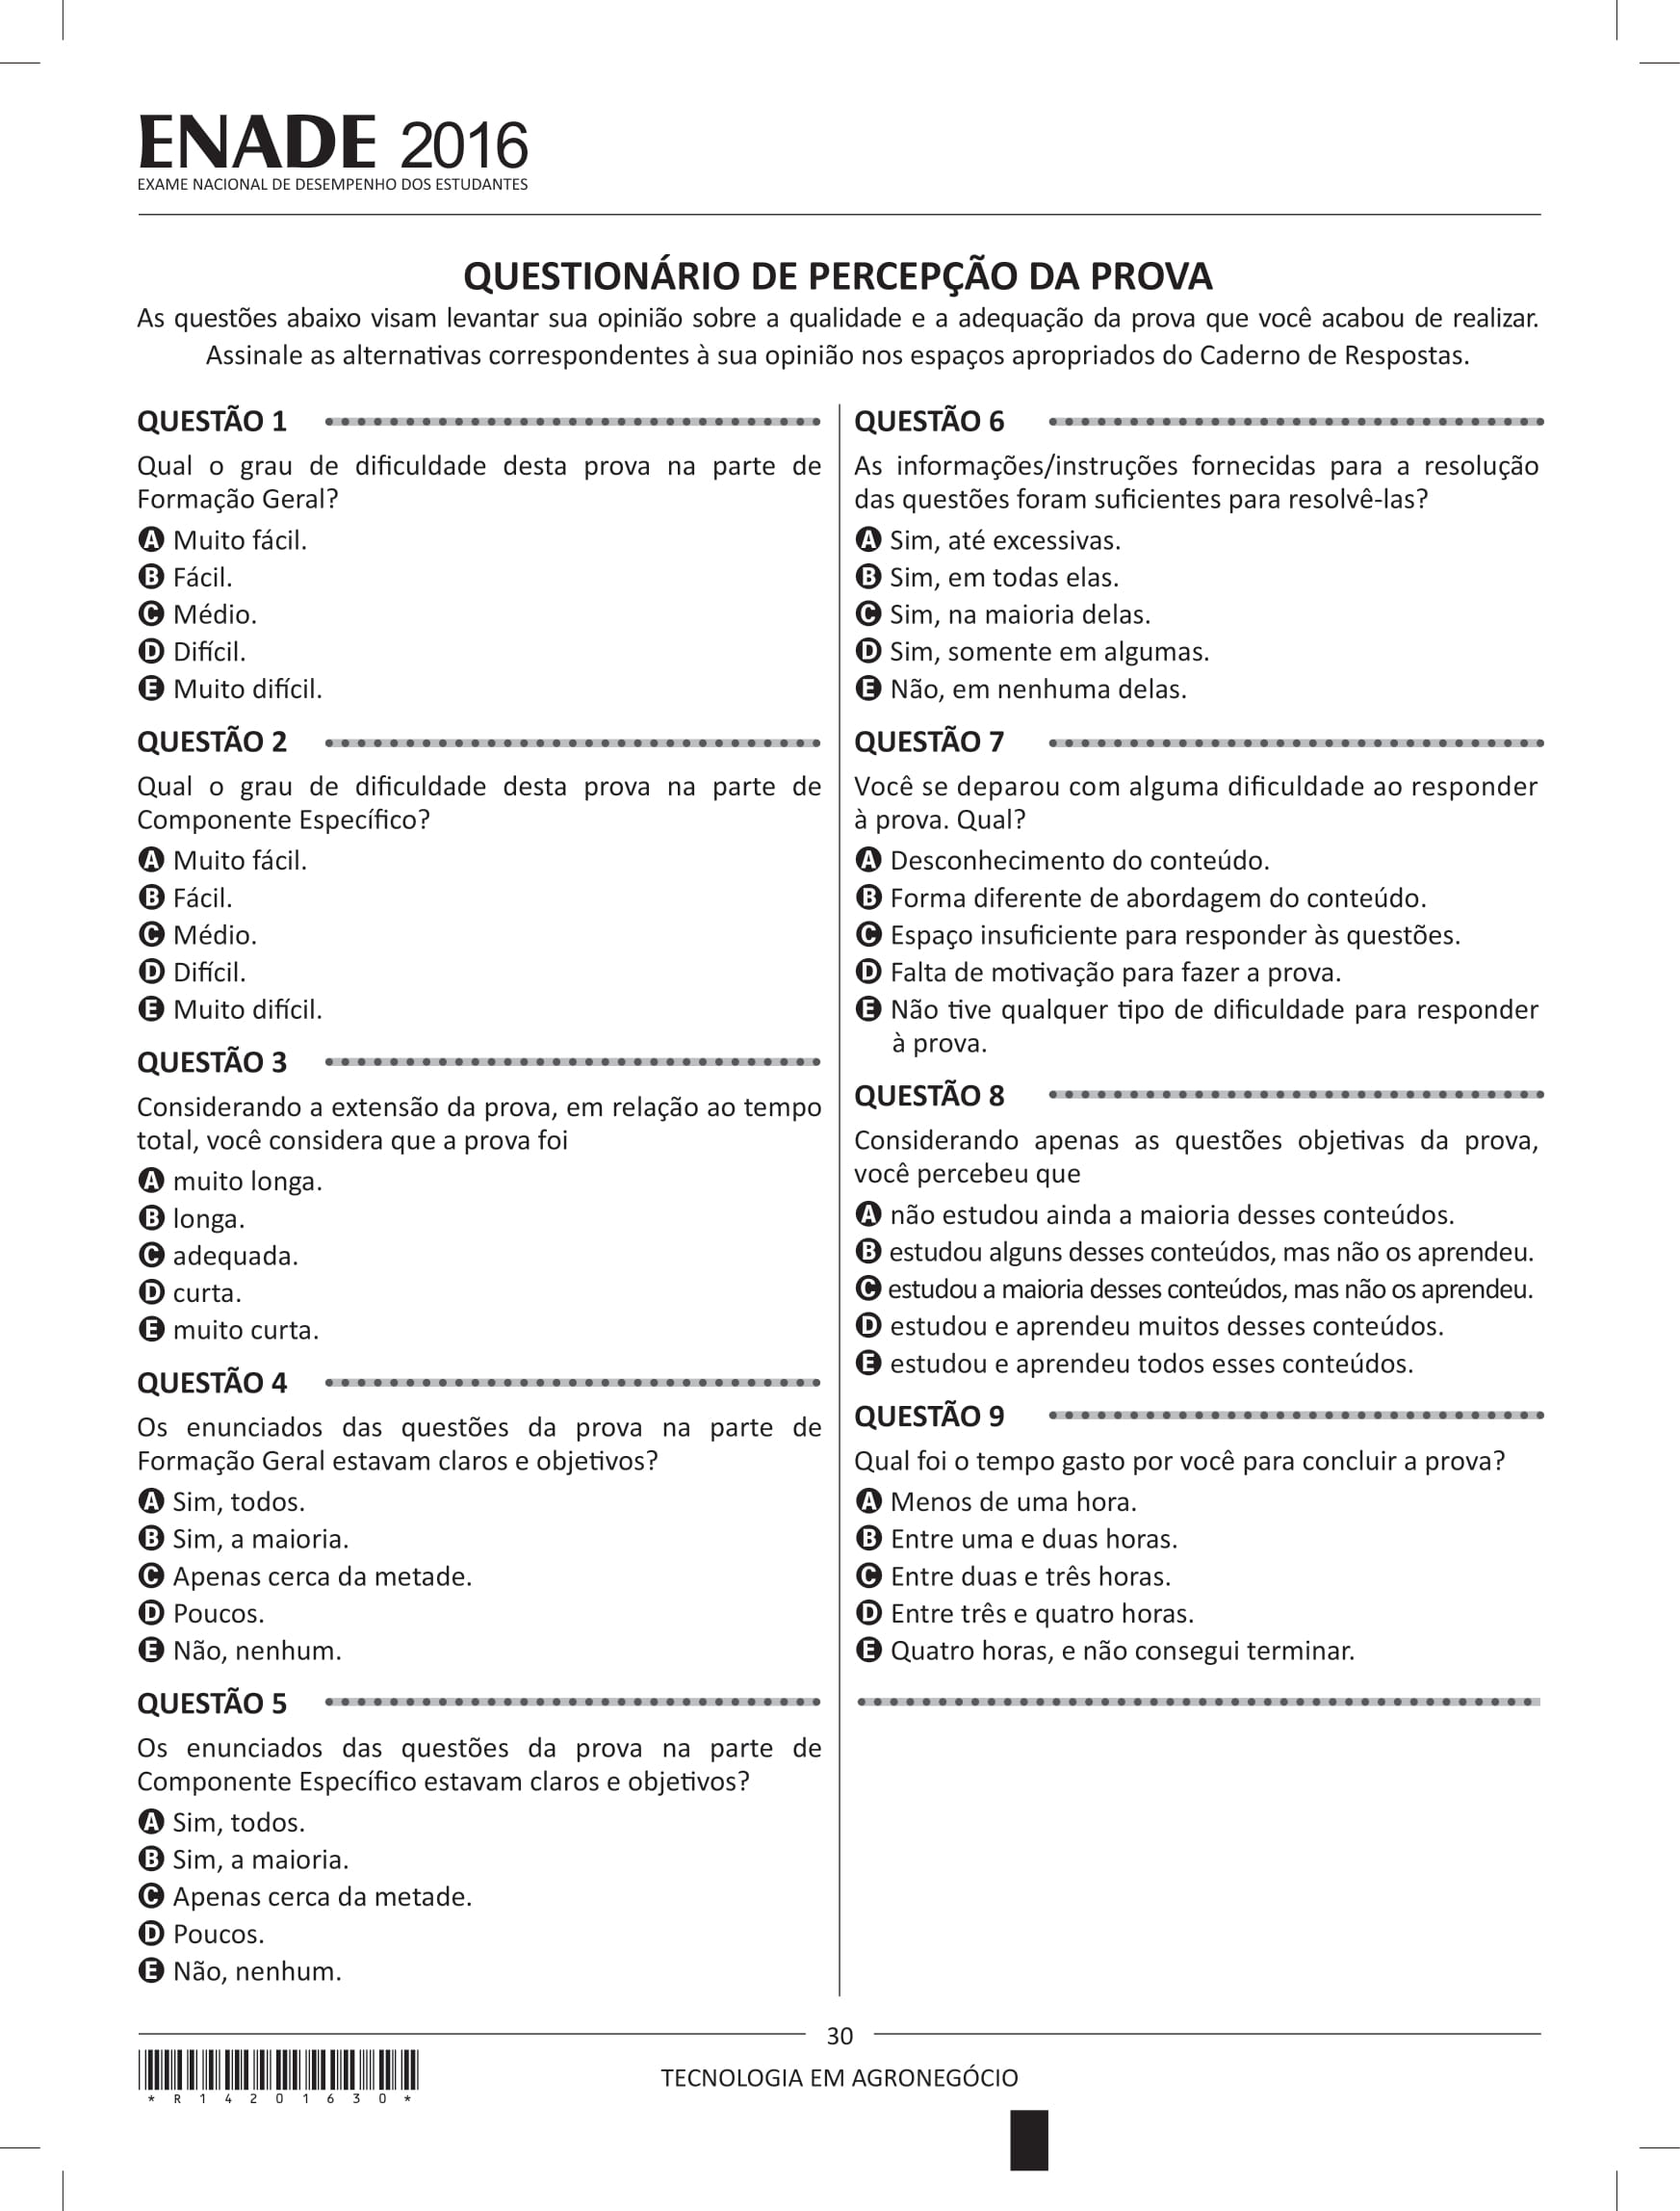 ENADE 2016
EXAME NACIONAL DE DESEMPENHO DOS ESTUDANTES
QUESTIONÁRIO DE PERCEPÇÃO DA PROVA
As questões abaixo visam levantar sua opinião sobre a qualidade e a adequação da prova que você acabou de realizar.
Assinale as alternativas correspondentes à sua opinião nos espaços apropriados do Caderno de Respostas.
QUESTÃO 1
Qual o grau de dificuldade desta prova na parte de
Formação Geral?
A Muito fácil.
B Fácil.
C Médio.
D Difícil.
E Muito difícil.
QUESTÃO 2
Qual o grau de dificuldade desta prova na parte de
Componente Específico?
A Muito fácil.
B Fácil.
C Médio.
D Difícil.
E Muito difícil.
QUESTÃO 3
Considerando a extensão da prova, em relação ao tempo
total, você considera que a prova foi
A muito longa.
B longa.
C adequada.
D curta.
E muito curta.
QUESTÃO 4
Os enunciados das questões da prova na parte de
Formação Geral estavam claros e objetivos?
A Sim, todos.
B Sim, a maioria.
C Apenas cerca da metade.
D Poucos.
E Não, nenhum.
QUESTÃO 5
Os enunciados das questões da prova na parte de
Componente Específico estavam claros e objetivos?
A Sim, todos.
B Sim, a maioria.
C Apenas cerca da metade.
D Poucos.
E Não, nenhum.
QUESTÃO 6
As informações/instruções fornecidas para a resolução
das questões foram suficientes para resolvê-las?
A Sim, até excessivas.
B Sim, em todas elas.
C Sim, na maioria delas.
D Sim, somente em algumas.
E Não, em nenhuma delas.
QUESTÃO 7
Você se deparou com alguma dificuldade ao responder
à prova. Qual?
A Desconhecimento do conteúdo.
B Forma diferente de abordagem do conteúdo.
C Espaço insuficiente para responder às questões.
D Falta de motivação para fazer a prova.
E Não tive qualquer tipo de dificuldade para responder
à prova.
QUESTÃO 8
Considerando apenas as questões objetivas da prova,
você percebeu que
A não estudou ainda a maioria desses conteúdos.
B estudou alguns desses conteúdos, mas não os aprendeu.
C estudou a maioria desses conteúdos, mas não os aprendeu.
D estudou e aprendeu muitos desses conteúdos.
E estudou e aprendeu todos esses conteúdos.
QUESTÃO 9
Qual foi o tempo gasto por você para concluir a prova?
A Menos de uma hora.
B Entre uma e duas horas.
C Entre duas e três horas.
D Entre três e quatro horas.
E Quatro horas, e não consegui terminar.
30
TECNOLOGIA EM AGRONEGÓCIO
*R14201630*